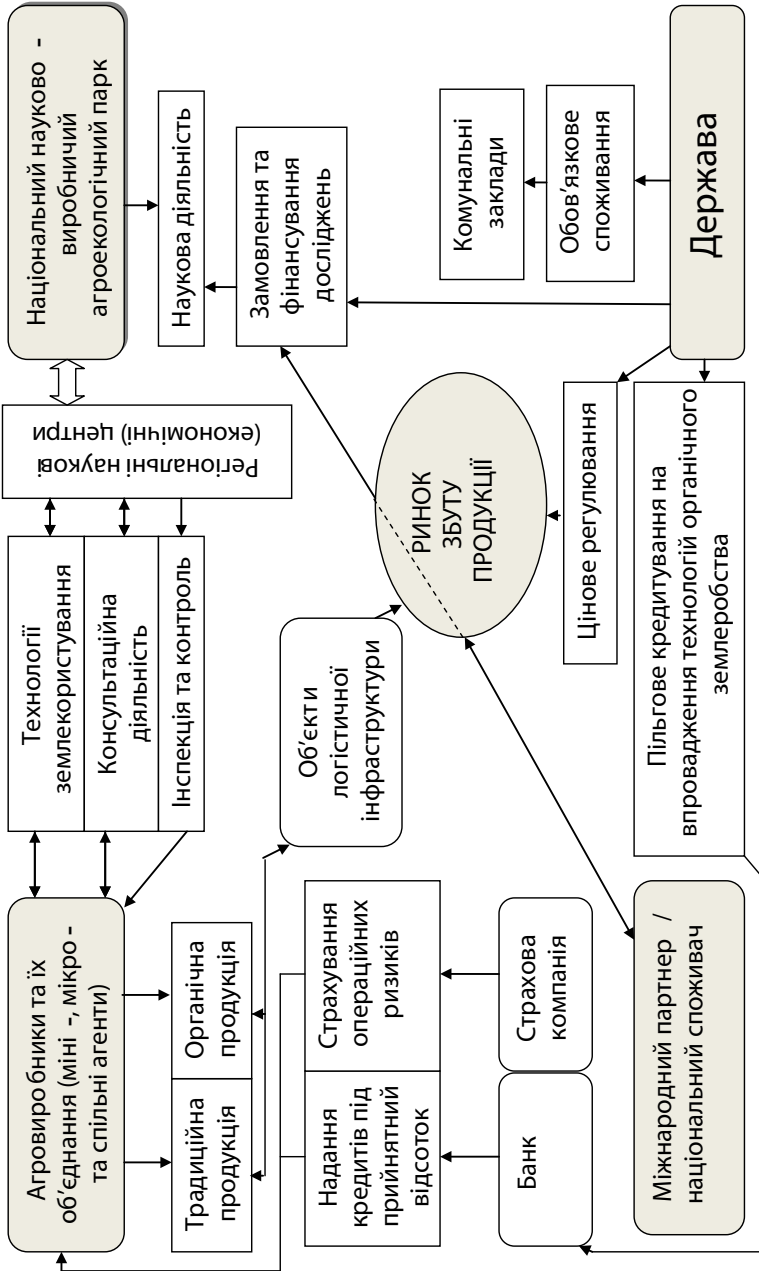 Агровиробники та їх
об’єднання (міні -, мікро -
та спільні агенти)
Технології
землекористування
Консультаційна
діяльність
Інспекція та контроль
Регіональні наукові
(економічні) центри
Національний науково -
виробничий
агроекологічний парк
Традиційна
продукція
Органічна
продукція
Наукова діяльність
Об’єкти
логістичної
інфраструктури
Замовлення та
фінансування
досліджень
Надання
кредитів під
прийнятний
відсоток
Страхування
операційних
ризиків
РИНОК
ЗБУТУ
ПРОДУКЦІЇ
Комунальні
заклади
Банк
Страхова
компанія
Цінове регулювання
Обов’язкове
споживання
Міжнародний партнер /
національний споживач
Пільгове кредитування на
впровадження технологій органічного
землеробства
Держава